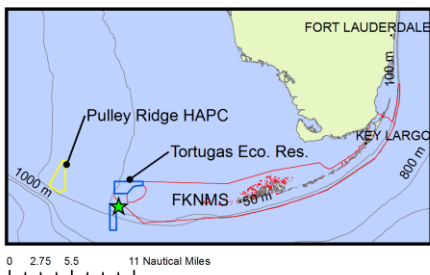 FORT LAUDERDALE
100 m
Pulley Ridge HAPC
KEY LARGO
Tortugas Eco. Res.
800 m
1000 m
FKNMS
50 m
0 2.75 5.5 11 Nautical Miles